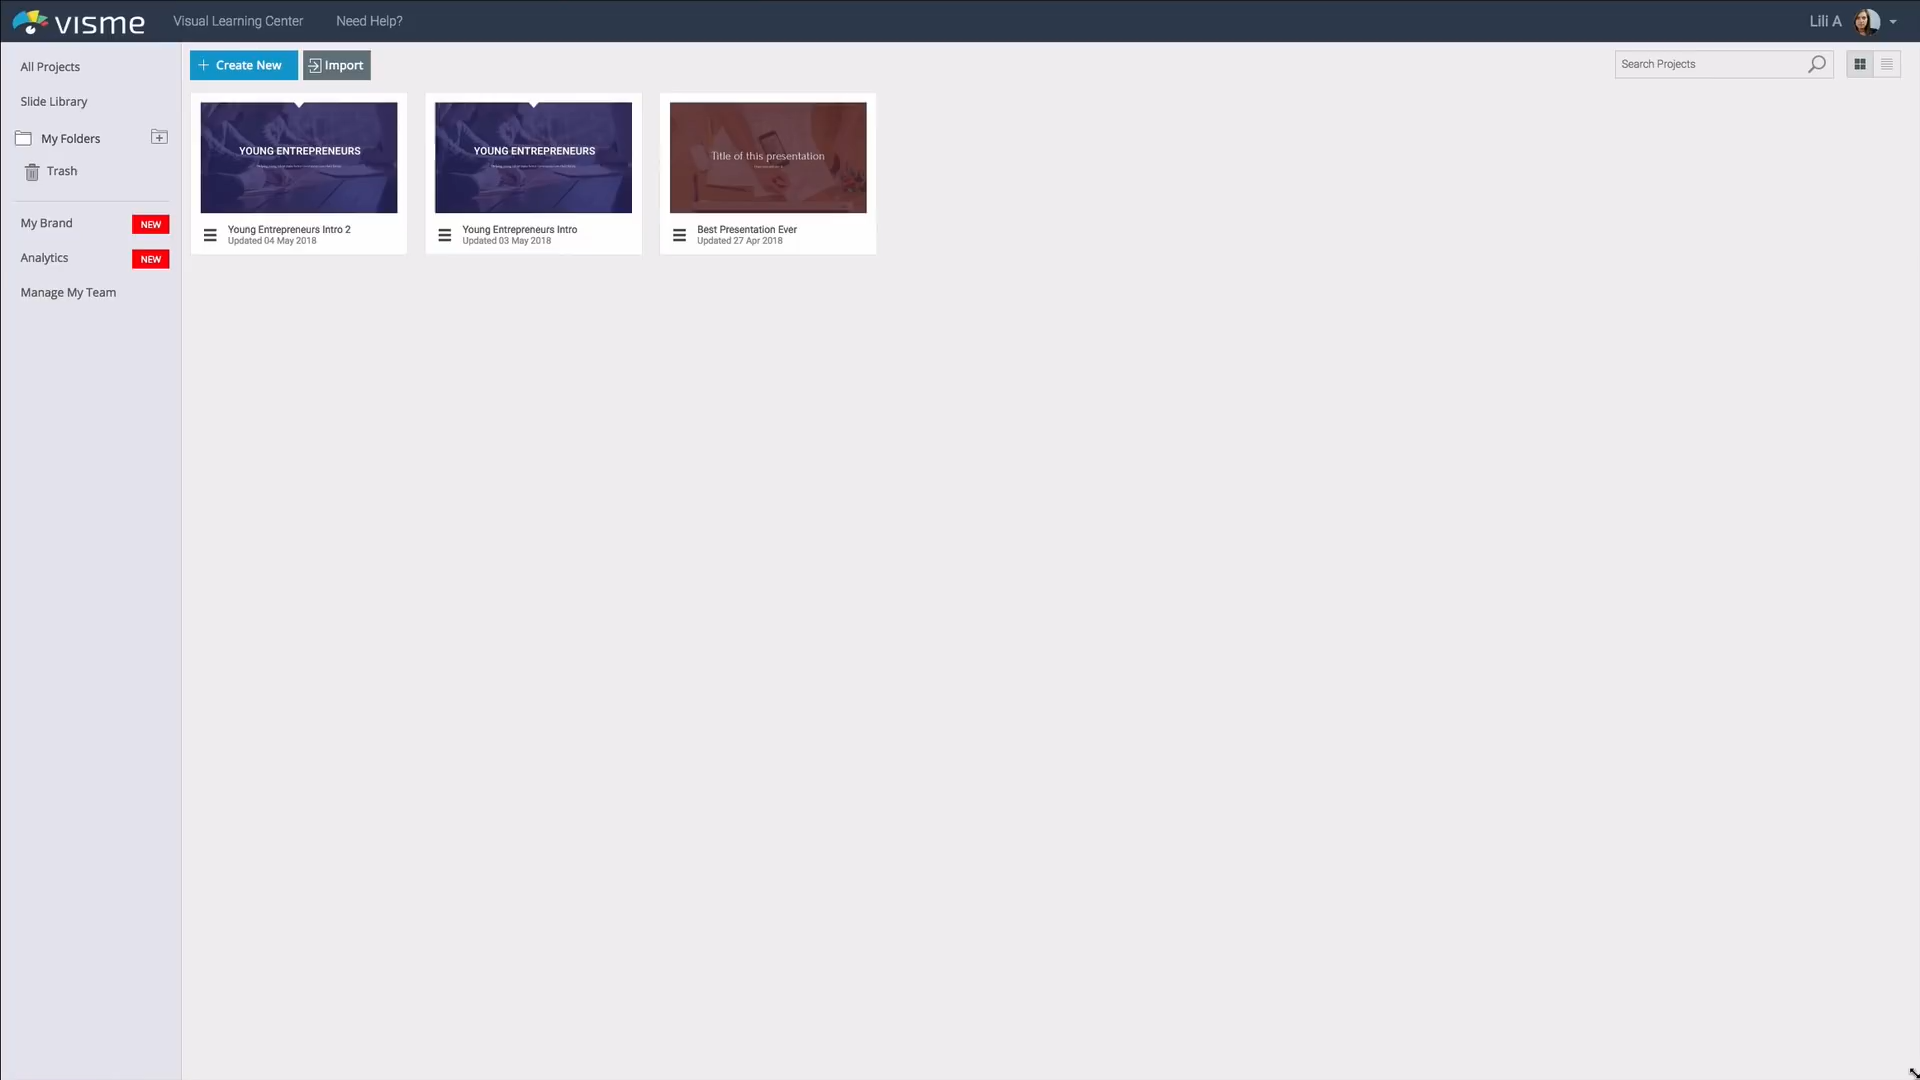 visme
Visual Learning Center
Need Help?
Lili A
All Projects
Slide Library
My Folders
Trash
My Brand
NEW
Analytics
NEW
Manage My Team
+ Create New
Import
Search Projects
YOUNG ENTREPRENEURS
Young Entrepreneurs Intro 2
Updated 04 May 2018
YOUNG ENTREPRENEURS
Young Entrepreneurs Intro
Updated 03 May 2018
Title of this presentation
Best Presentation Ever
Updated 27 Apr 2018